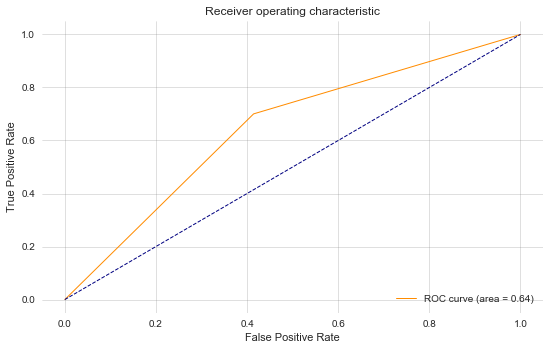 Receiver operating characteristic
1.0
0.8
0.6
0.4
0.2
0.0
True Positive Rate
ROC curve (area = 0.64)
0.0 0.2 0.4 0.6 0.8 1.0
False Positive Rate